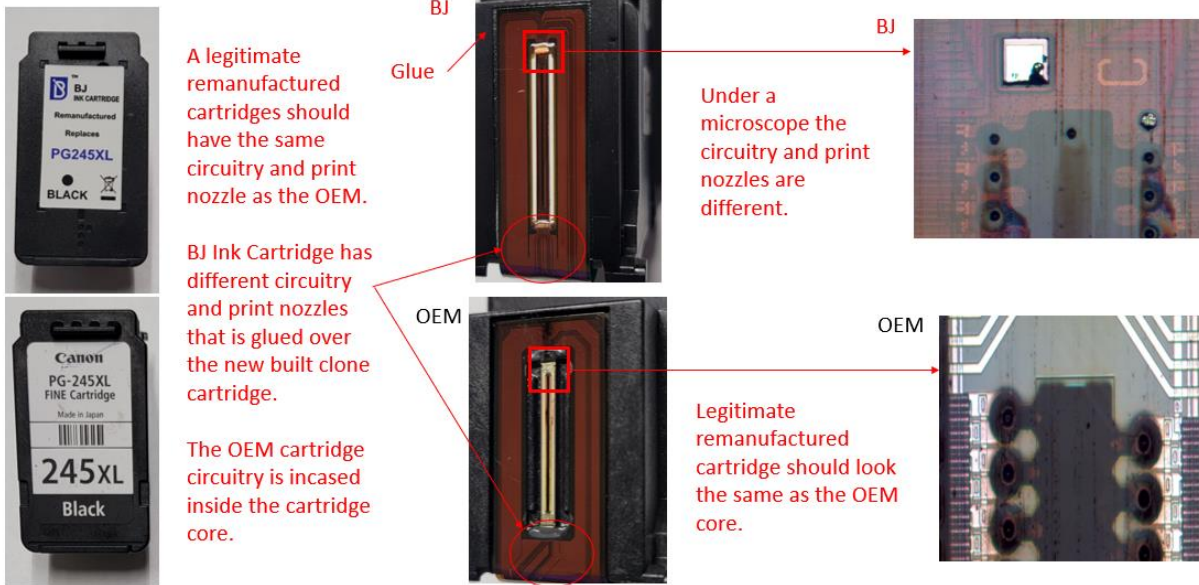 BJ
Glue
BJ
TM
BJ
INK CARTRIDGE
Remanufactured
Replaces
PG245XL
BLACK
A legitimate
remanufactured
cartridges should
have the same
circuitry and print
nozzle as the OEM.
BJ Ink Cartridge has
different circuitry
and print nozzles
that is glued over
the new built clone
cartridge.
The OEM cartridge
circuitry is incased
inside the cartridge
core.
Under a
microscope the
circuitry and print
nozzles are
different.
Canon
PG-245XL
FINE Cartridge
Made in Japan
245XL
Black
OEM
OEM
Legitimate
remanufactured
cartridge should look
the same as the OEM
core.